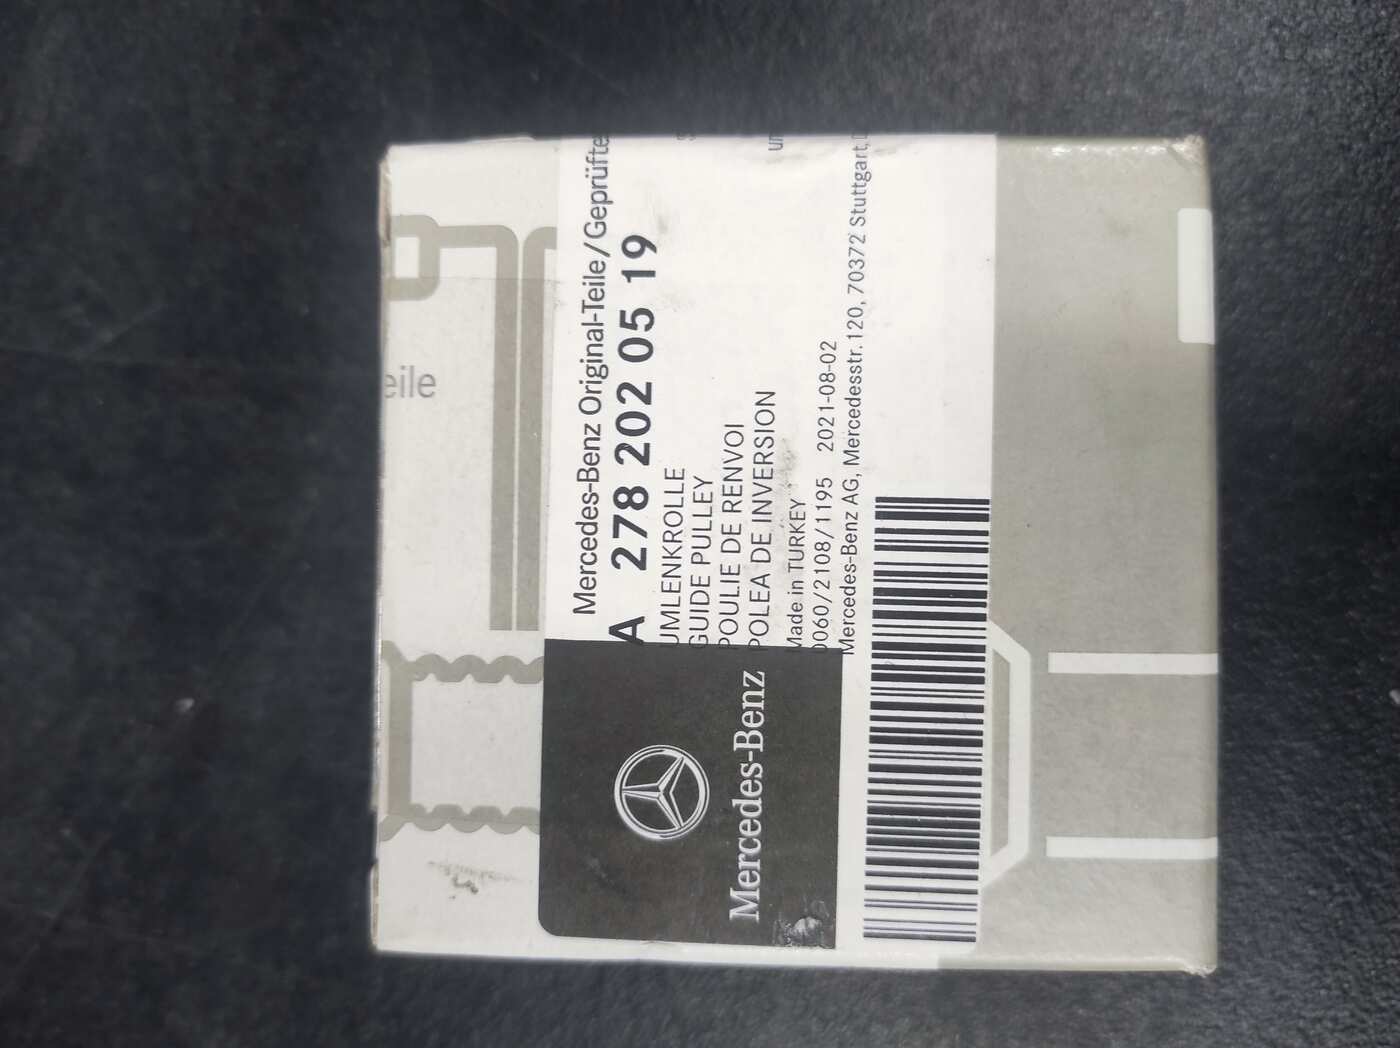 Mercedes-Benz Original-Teile/Geprüfte
A 278 202 05 19
UMLENKROLLE
GUIDE PULLEY
POULIE DE RENVOI
POLEA DE INVERSION
Made in TURKEY
0060/2108/1195 2021-08-02
Mercedes-Benz AG, Mercedesstr.120, 70372 Stuttgart,
Mercedes-Benz
eile